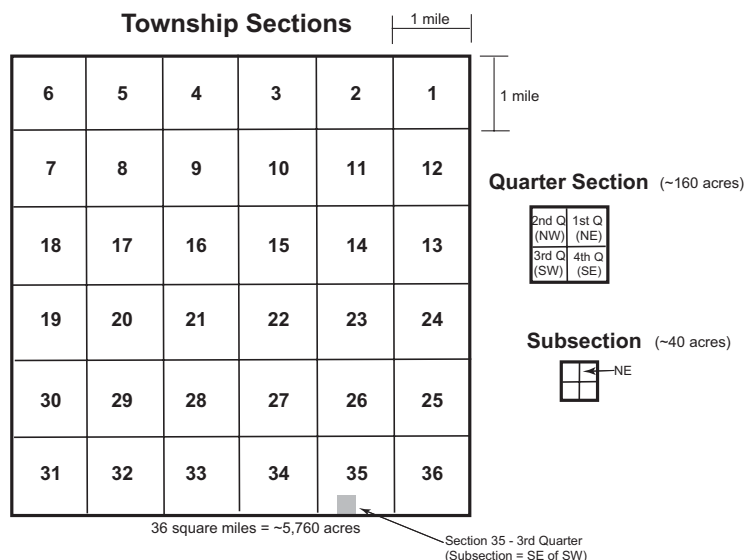 Township Sections
1 mile
1 mile
6 5 4 3 2 1
7 8 9 10 11 12
18 17 16 15 14 13
19 20 21 22 23 24
30 29 28 27 26 25
31 32 33 34 35 36
36 square miles = ~5,760 acres
Section 35 - 3rd Quarter
(Subsection = SE of SW)
Quarter Section (~160 acres)
2nd Q 1st Q
(NW) (NE)
3rd Q 4th Q
(SW) (SE)
Subsection (~40 acres)
NE